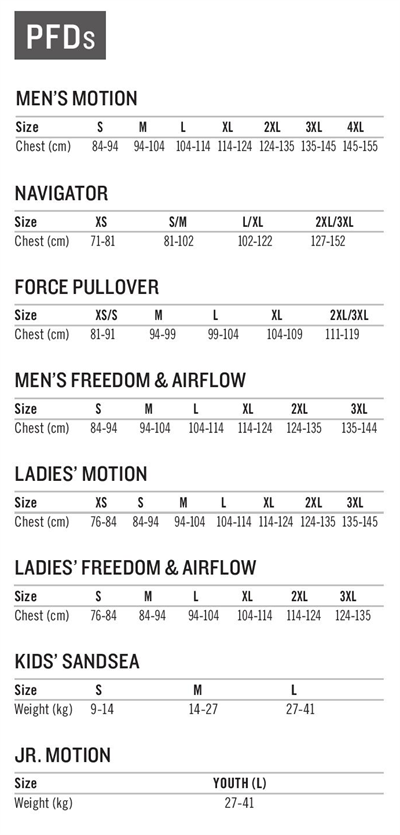 PFDs
MEN'S MOTION
Size S M L XL 2XL 3XL 4XL
Chest (cm) 84-94 94-104 104-114 114-124 124-135 135-145 145-155
NAVIGATOR
Size XS S/M L/XL 2XL/3XL
Chest (cm) 71-81 81-102 102-122 127-152
FORCE PULLOVER
Size XS/S M L XL 2XL/3XL
Chest (cm) 81-91 94-99 99-104 104-109 111-119
MEN'S FREEDOM & AIRFLOW
Size S M L XL 2XL 3XL
Chest (cm) 84-94 94-104 104-114 114-124 124-135 135-144
LADIES' MOTION
Size XS S M L XL 2XL 3XL
Chest (cm) 76-84 84-94 94-104 104-114 114-124 124-135 135-145
LADIES' FREEDOM & AIRFLOW
Size S M L XL 2XL 3XL
Chest (cm) 76-84 84-94 94-104 104-114 114-124 124-135
KIDS' SANDSEA
Size S M L
Weight (kg) 9-14 14-27 27-41
JR. MOTION
Size YOUTH (L)
Weight (kg) 27-41